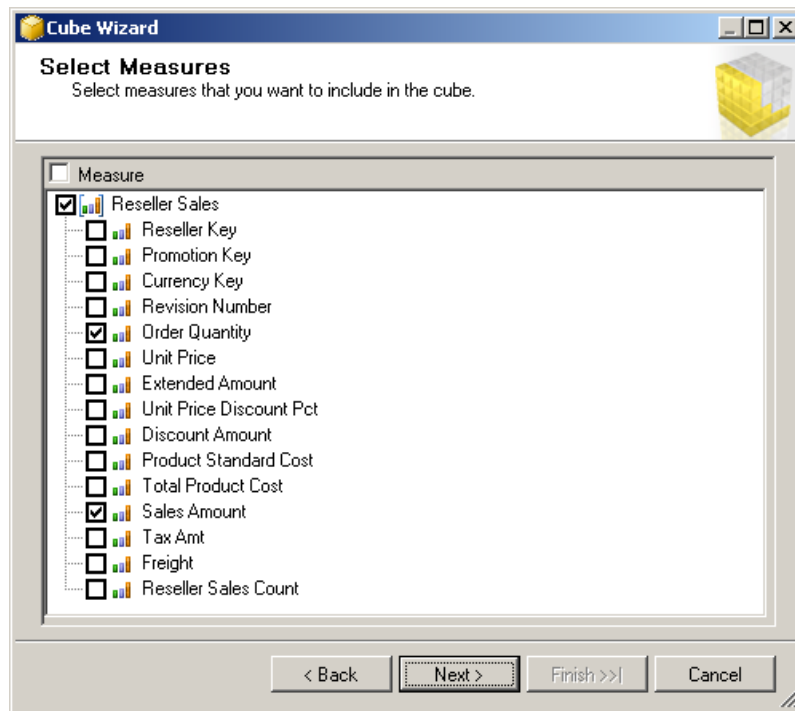 Cube Wizard
Select Measures
Select measures that you want to include in the cube.
Measure
Reseller Sales
Reseller Key
Promotion Key
Currency Key
Revision Number
Order Quantity
Unit Price
Extended Amount
Unit Price Discount Pct
Discount Amount
Product Standard Cost
Total Product Cost
Sales Amount
Tax Amt
Freight
Reseller Sales Count
< Back Next > Finish >>| Cancel